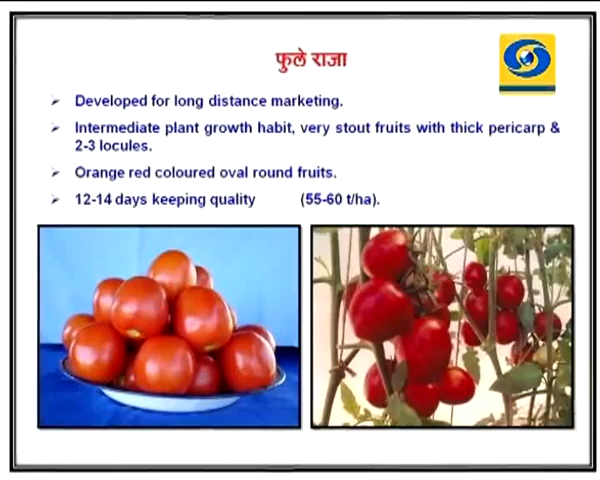 फुले राजा
➢ Developed for long distance marketing.
➢ Intermediate plant growth habit, very stout fruits with thick pericarp &
2-3 locules.
➢ Orange red coloured oval round fruits.
➢ 12-14 days keeping quality (55-60 t/ha).